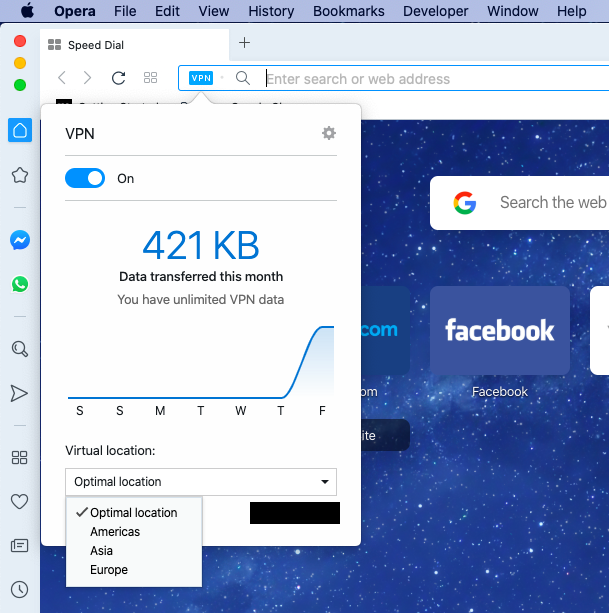 Opera File Edit View History Bookmarks Developer Window Help
Speed Dial
VPN Enter search or web address
VPN
On
421 KB
Data transferred this month
You have unlimited VPN data
S S M T W T F
Virtual location:
Optimal location
Optimal location
Americas
Asia
Europe
Search the web
com
facebook
om
Facebook
ite